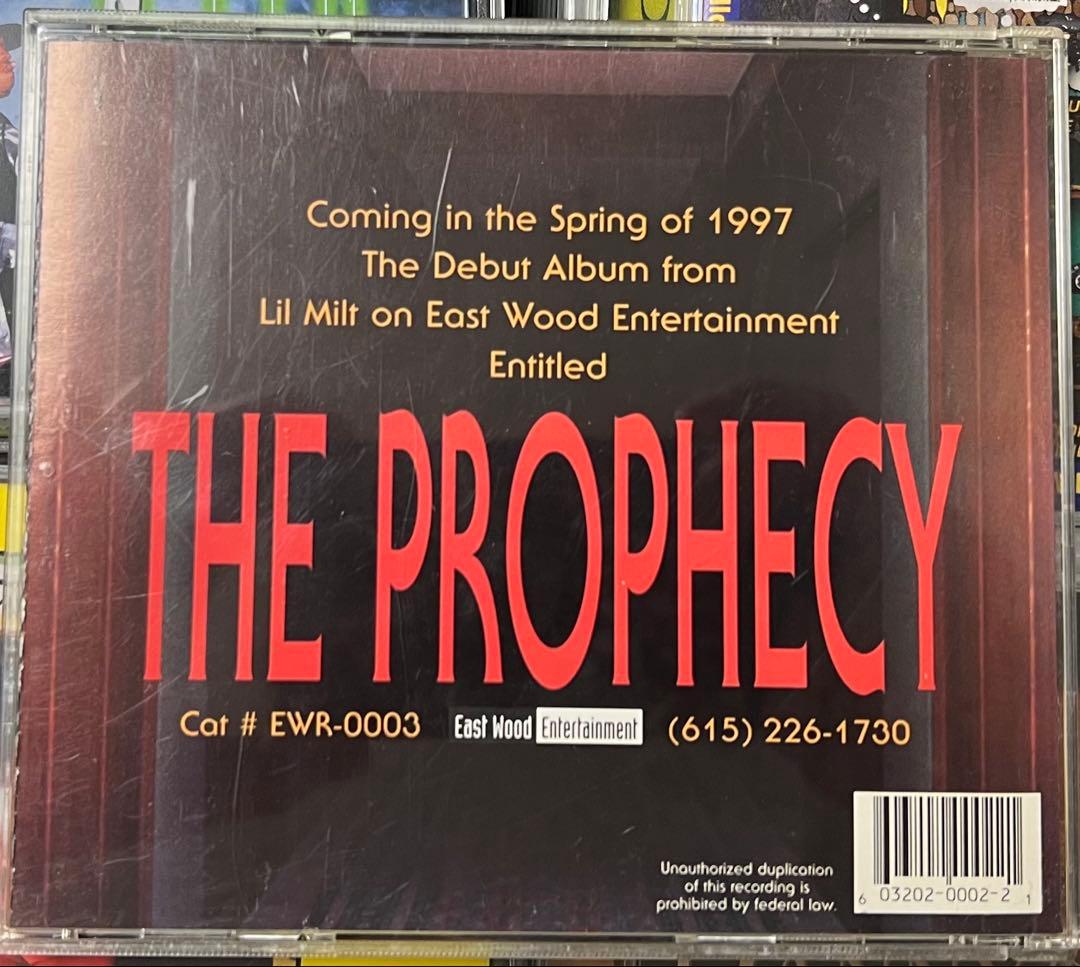 Coming in the Spring of 1997
The Debut Album from
Lil Milt on East Wood Entertainment
Entitled
THE PROPHECY
Cat # EWR-0003 East Wood Entertainment (615) 226-1730
Unauthorized duplication
of this recording is
prohibited by federal law.
6 03202-0002-2 1